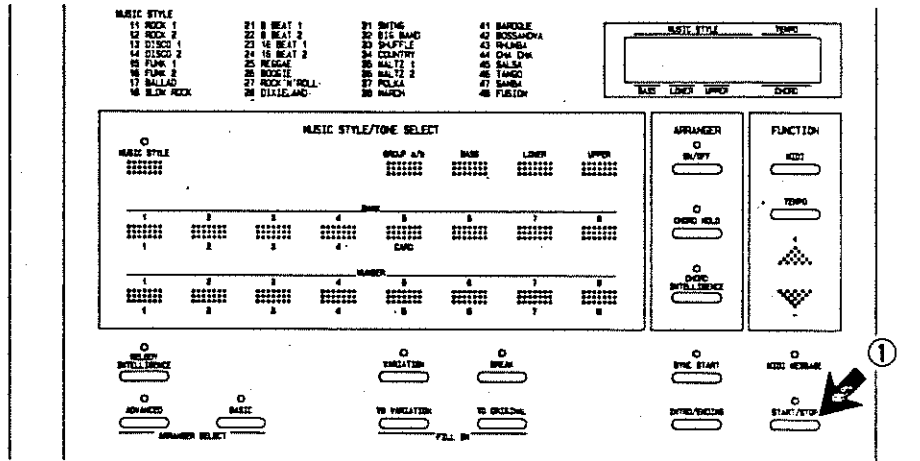 MUSIC STYLE
11 ROCK 1 21 8 BEAT 1 31 SWING 41 BAROQUE
12 ROCK 2 22 8 BEAT 2 32 BIG BAND 42 BOSSANOVA
13 DISCO 1 23 16 BEAT 1 33 SHUFFLE 43 RHUMBA
14 DISCO 2 24 16 BEAT 2 34 COUNTRY 44 CHA CHA
15 FUNK 1 25 REGGAE 35 WALTZ 1 45 SALSA
16 FUNK 2 26 BOOGIE 36 WALTZ 2 46 TANGO
17 BALLAD 27 ROCK'N'ROLL 37 POLKA 47 SAMBA
18 SLOW ROCK 28 DIXIELAND 38 MARCH 48 FUSION
MUSIC STYLE TEMPO
BASS LOWER UPPER CHORD
MUSIC STYLE/TONE SELECT
MUSIC STYLE GROUP a/b BASS LOWER UPPER
BANK
1 2 3 4 5 6 7 8
1 2 3 4 CARD
NUMBER
1 2 3 4 5 6 7 8
1 2 3 4 5 6 7 8
ARRANGER
ON/OFF
CHORD HOLD
CHORD
INTELLIGENCE
FUNCTION
MIDI
TEMPO
+
-
MELODY
INTELLIGENCE VARIATION BREAK SYNC START MIDI MESSAGE
①
ADVANCED BASIC TO VARIATION TO ORIGINAL INTRO/ENDING START/STOP
ARRANGER SELECT FILL IN